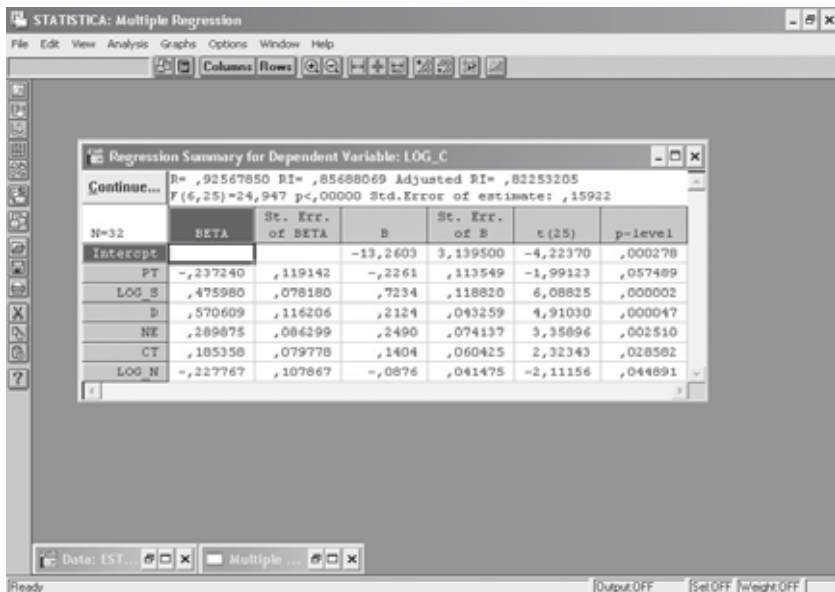 STATISTICA: Multiple Regression
File Edit View Analysis Graphs Options Window Help
Columns Rows
Regression Summary for Dependent Variable: LOG_C
Continue... R= ,92567850 RI= ,85688069 Adjusted RI= ,82253205
F(6,25)=24,947 p<,00000 Std.Error of estimate: ,15922
N=32 BETA St. Err. of BETA B St. Err. of B t(25) p-level
Intercpt -13,2603 3,139500 -4,22370 ,000278
PT -,237240 ,119142 -,2261 ,113549 -1,99123 ,057489
LOG_S ,475980 ,078180 ,7234 ,118820 6,08825 ,000002
D ,570609 ,116206 ,2124 ,043259 4,91030 ,000047
NE ,289875 ,086299 ,2490 ,074137 3,35896 ,002510
CT ,185358 ,079778 ,1404 ,060425 2,32343 ,028582
LOG_N -,227767 ,107867 -,0876 ,041475 -2,11156 ,044891
Data: EST... Multiple ...
Ready Output:OFF Sel:OFF Weight:OFF